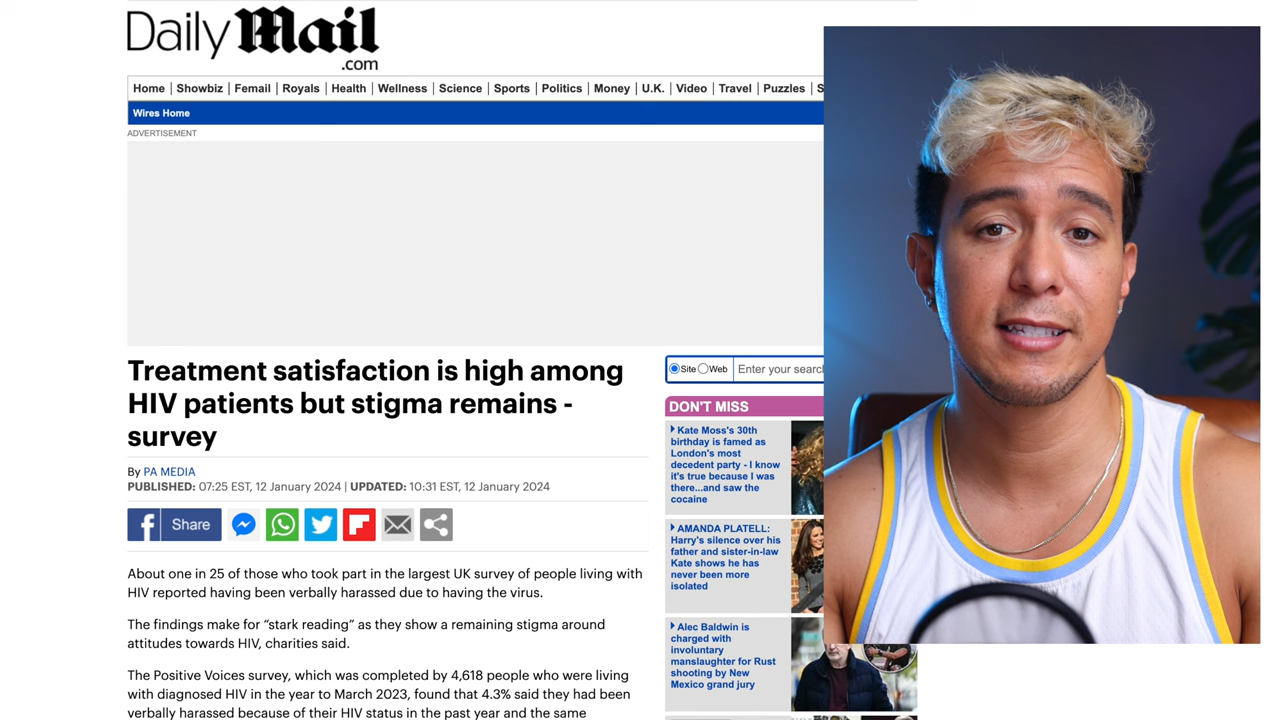 Daily Mail
.com
Home Showbiz Femail Royals Health Wellness Science Sports Politics Money U.K. Video Travel Puzzles
Wires Home
ADVERTISEMENT
Treatment satisfaction is high among
HIV patients but stigma remains -
survey
By PA MEDIA
PUBLISHED: 07:25 EST, 12 January 2024 | UPDATED: 10:31 EST, 12 January 2024
Share
About one in 25 of those who took part in the largest UK survey of people living with
HIV reported having been verbally harassed due to having the virus.
The findings make for “stark reading” as they show a remaining stigma around
attitudes towards HIV, charities said.
The Positive Voices survey, which was completed by 4,618 people who were living
with diagnosed HIV in the year to March 2023, found that 4.3% said they had been
verbally harassed because of their HIV status in the past year and the same
Site Web Enter your search
DON'T MISS
Kate Moss's 30th
birthday is famed as
London's most
decedent party - I know
it's true because I was
there...and saw the
cocaine
AMANDA PLATELL:
Harry's silence over his
father and sister-in-law
Kate shows he has
never been more
isolated
Alec Baldwin is
charged with
involuntary
manslaughter for Rust
shooting by New
Mexico grand jury